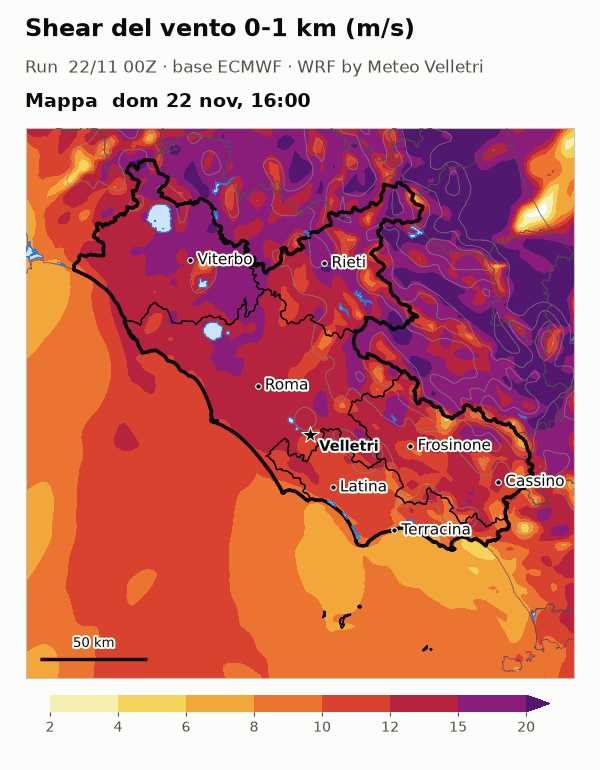 Shear del vento 0-1 km (m/s)
Run  22/11 00Z · base ECMWF · WRF by Meteo Velletri
Mappa  dom 22 nov, 16:00
Viterbo
Rieti
Roma
Velletri
Frosinone
Latina
Cassino
Terracina
50 km
2 4 6 8 10 12 15 20